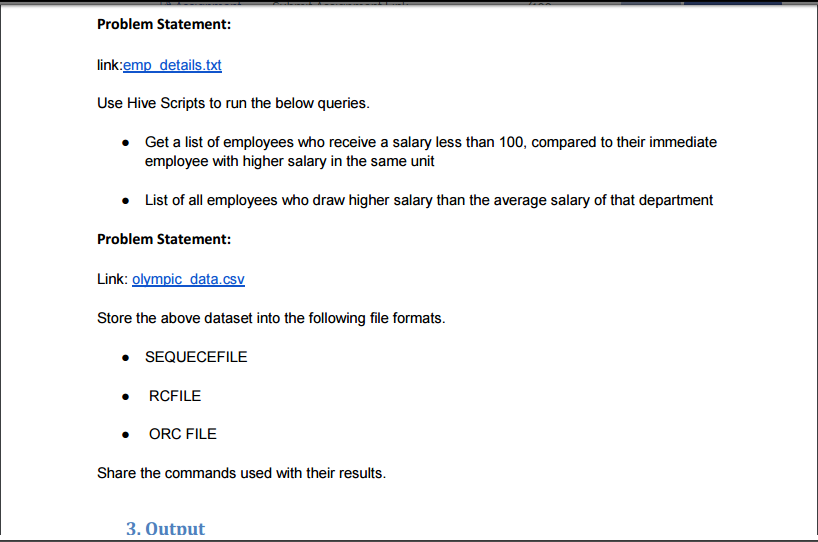 Problem Statement:
link:emp_details.txt
Use Hive Scripts to run the below queries.
● Get a list of employees who receive a salary less than 100, compared to their immediate
employee with higher salary in the same unit
● List of all employees who draw higher salary than the average salary of that department
Problem Statement:
Link: olympic_data.csv
Store the above dataset into the following file formats.
● SEQUECEFILE
● RCFILE
● ORC FILE
Share the commands used with their results.
3. Output